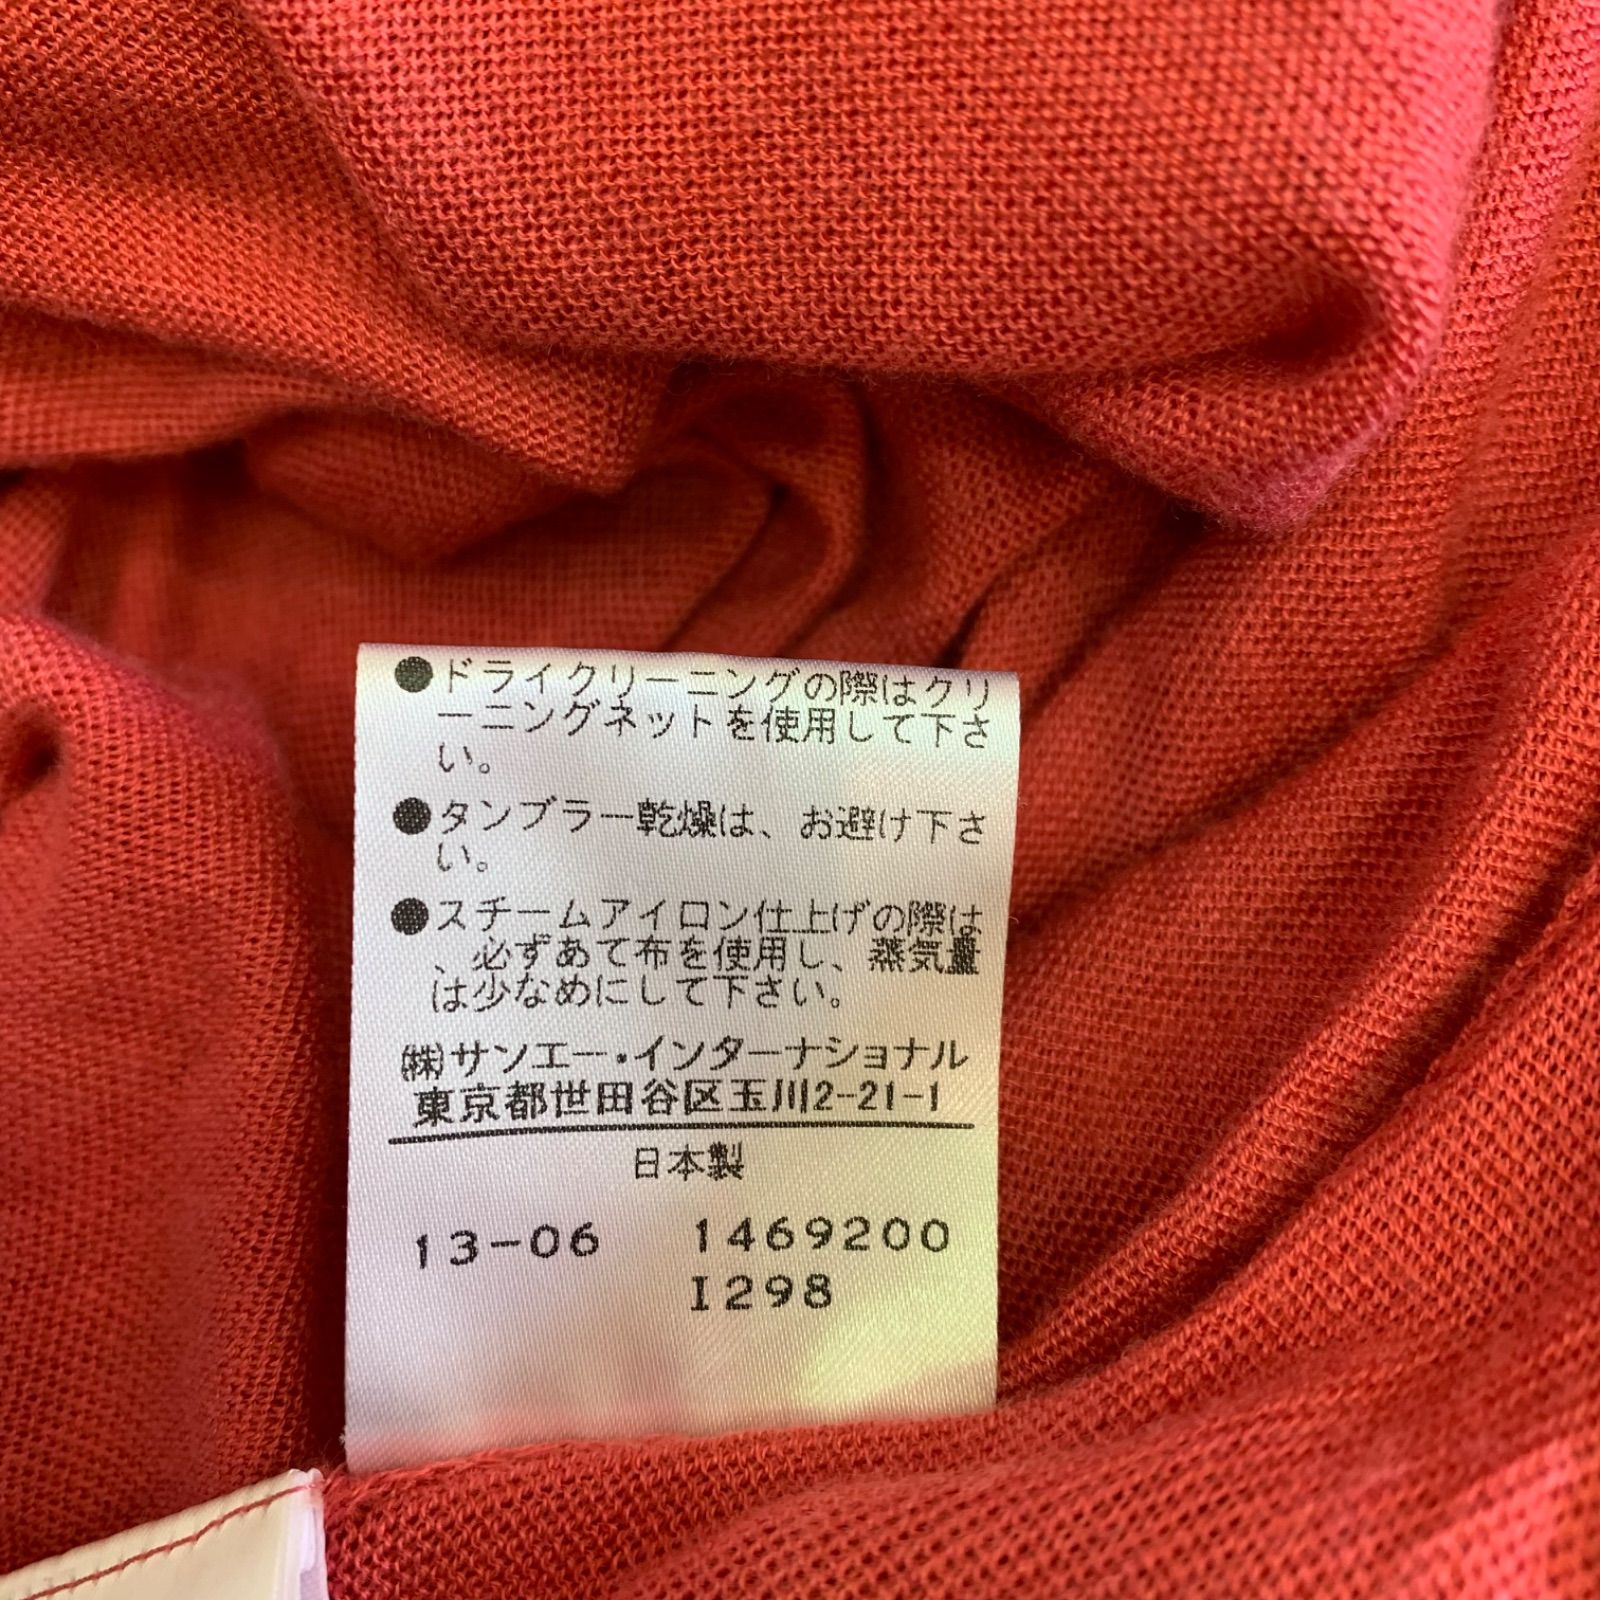 ●ドライクリーニングの際はクリ
ーニングネットを使用して下さ
い。
●タンブラー乾燥は、お避け下さ
い。
●スチームアイロン仕上げの際は
、必ずあて布を使用し、蒸気量
は少なめにして下さい。
(株)サンエー・インターナショナル
東京都世田谷区玉川2-21-1
日本製
13-06 1469200
I298